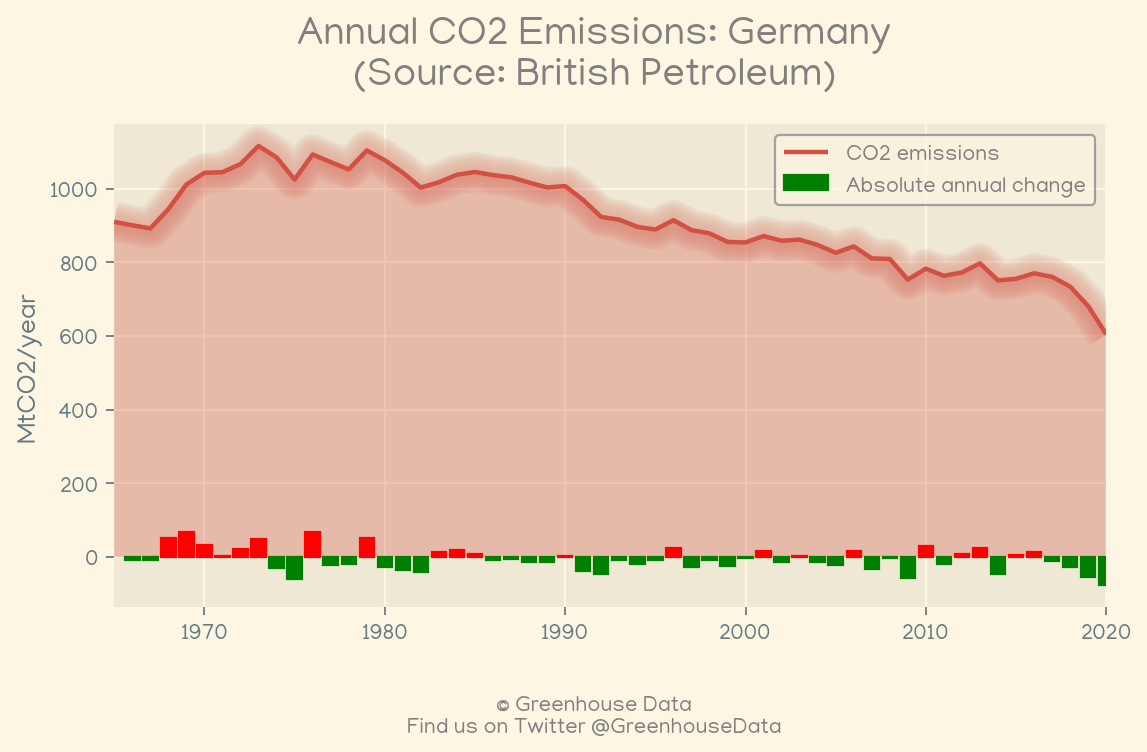 Annual CO2 Emissions: Germany
(Source: British Petroleum)
CO2 emissions
Absolute annual change
MtCO2/year
1000
800
600
400
200
0
1970 1980 1990 2000 2010 2020
© Greenhouse Data
Find us on Twitter @GreenhouseData